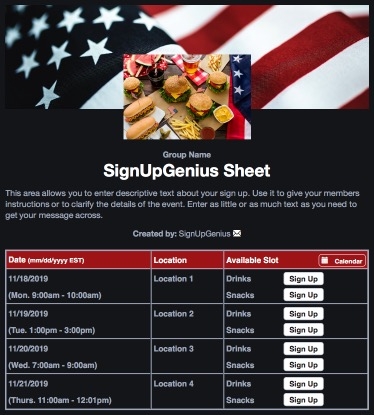 Group Name
SignUpGenius Sheet
This area allows you to enter descriptive text about your sign up. Use it to give your members
instructions or to clarify the details of the event. Enter as little or as much text as you need to
get your message across.
Created by: SignUpGenius
Date (mm/dd/yyyy EST) Location Available Slot Calendar
11/18/2019 Location 1 Drinks Sign Up
(Mon. 9:00am - 10:00am) Snacks Sign Up
11/19/2019 Location 2 Drinks Sign Up
(Tue. 1:00pm - 3:00pm) Snacks Sign Up
11/20/2019 Location 3 Drinks Sign Up
(Wed. 7:00am - 9:00am) Snacks Sign Up
11/21/2019 Location 4 Drinks Sign Up
(Thurs. 11:00am - 12:01pm) Snacks Sign Up